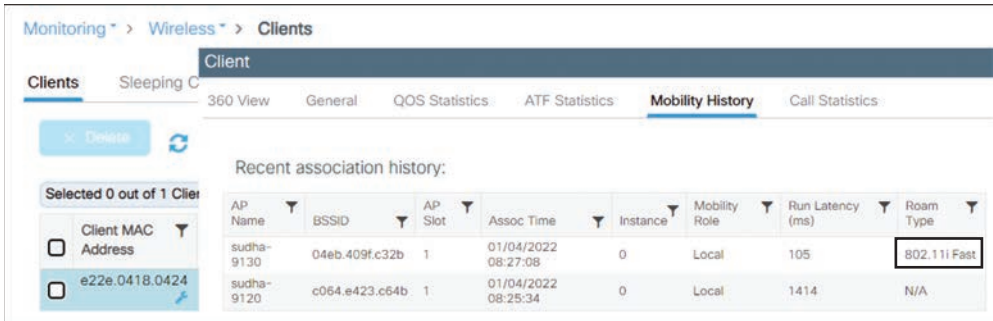 Monitoring > Wireless > Clients
Client
Clients Sleeping C
360 View General QOS Statistics ATF Statistics Mobility History Call Statistics
Delete
Recent association history:
Selected 0 out of 1 Clier
AP Name BSSID AP Slot Assoc Time Instance Mobility Role Run Latency (ms) Roam Type
Client MAC Address
sudha-9130 04eb.409f.c32b 1 01/04/2022 08:27:08 0 Local 105 802.11i Fast
e22e.0418.0424
sudha-9120 c064.e423.c64b 1 01/04/2022 08:25:34 0 Local 1414 N/A